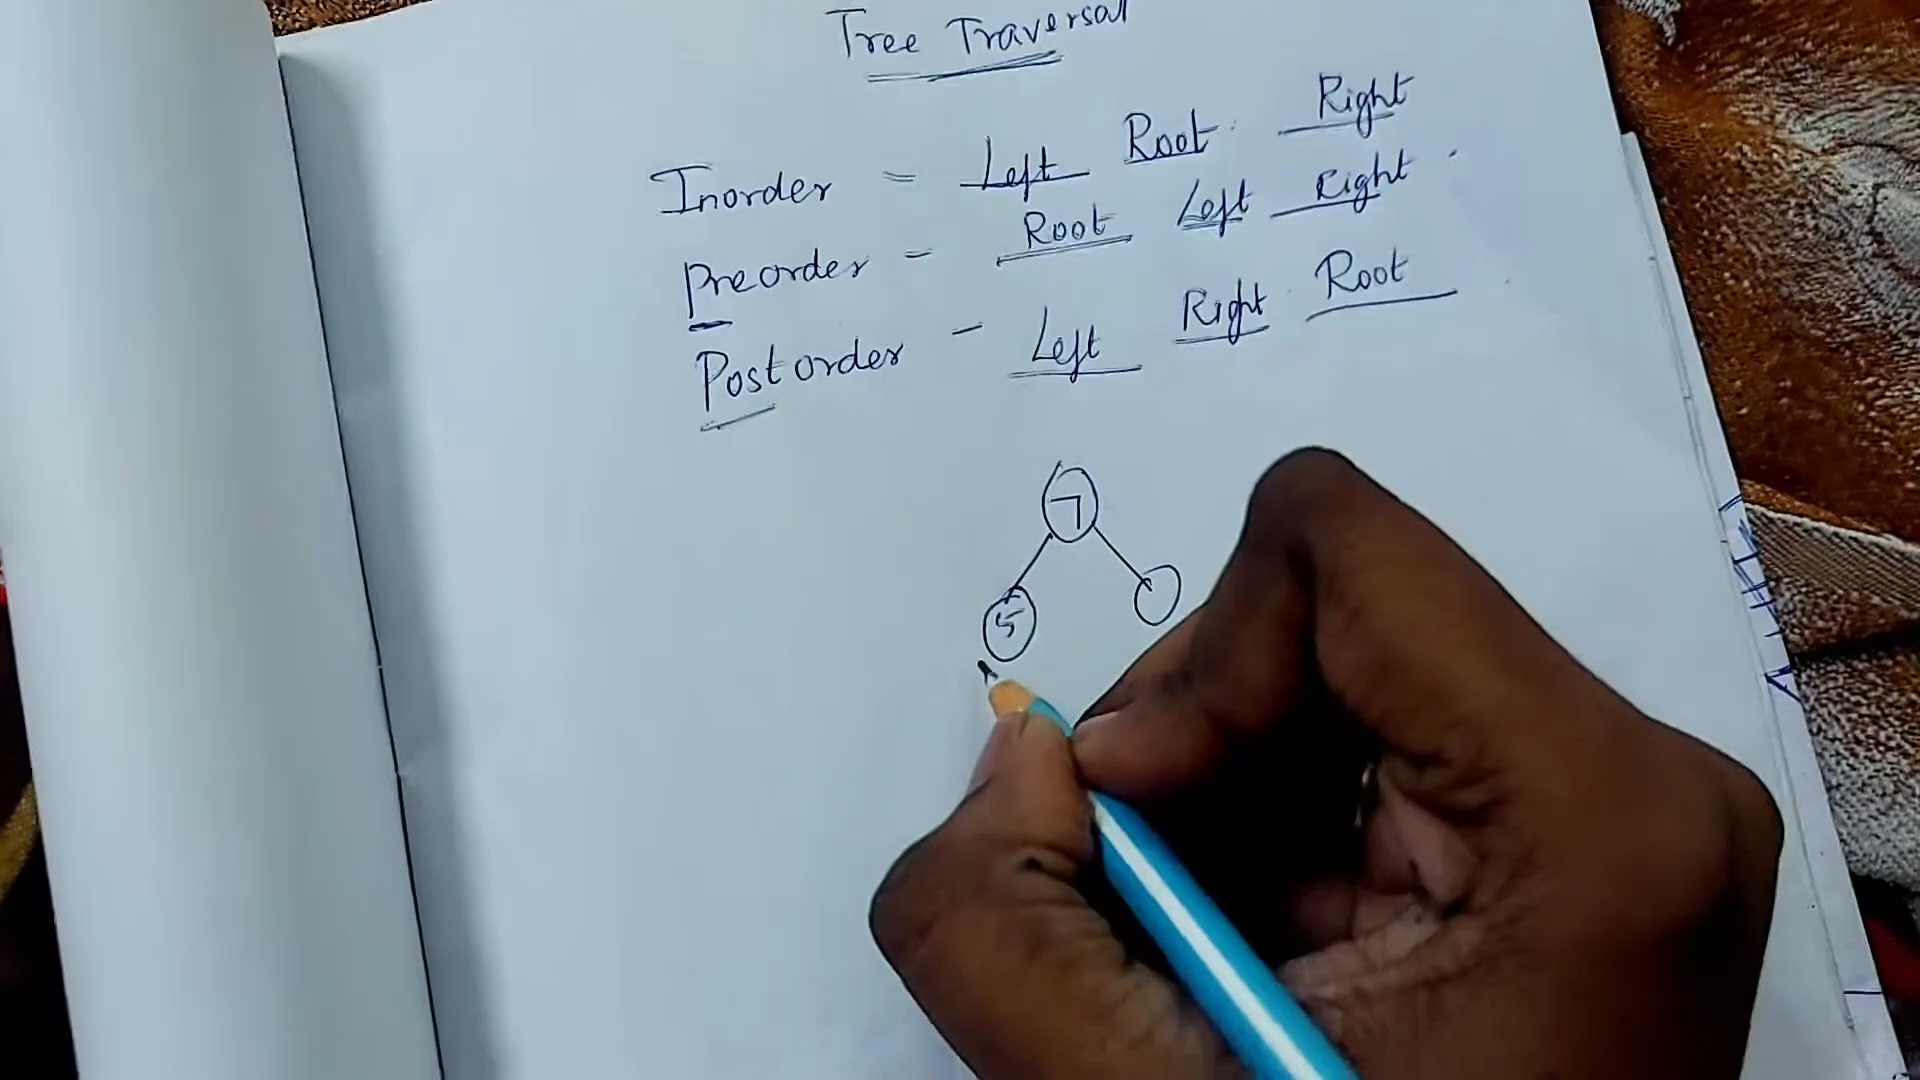 Tree Traversal
Inorder = Left Root Right
Preorder - Root Left Right
Postorder - Left Right Root
7
5